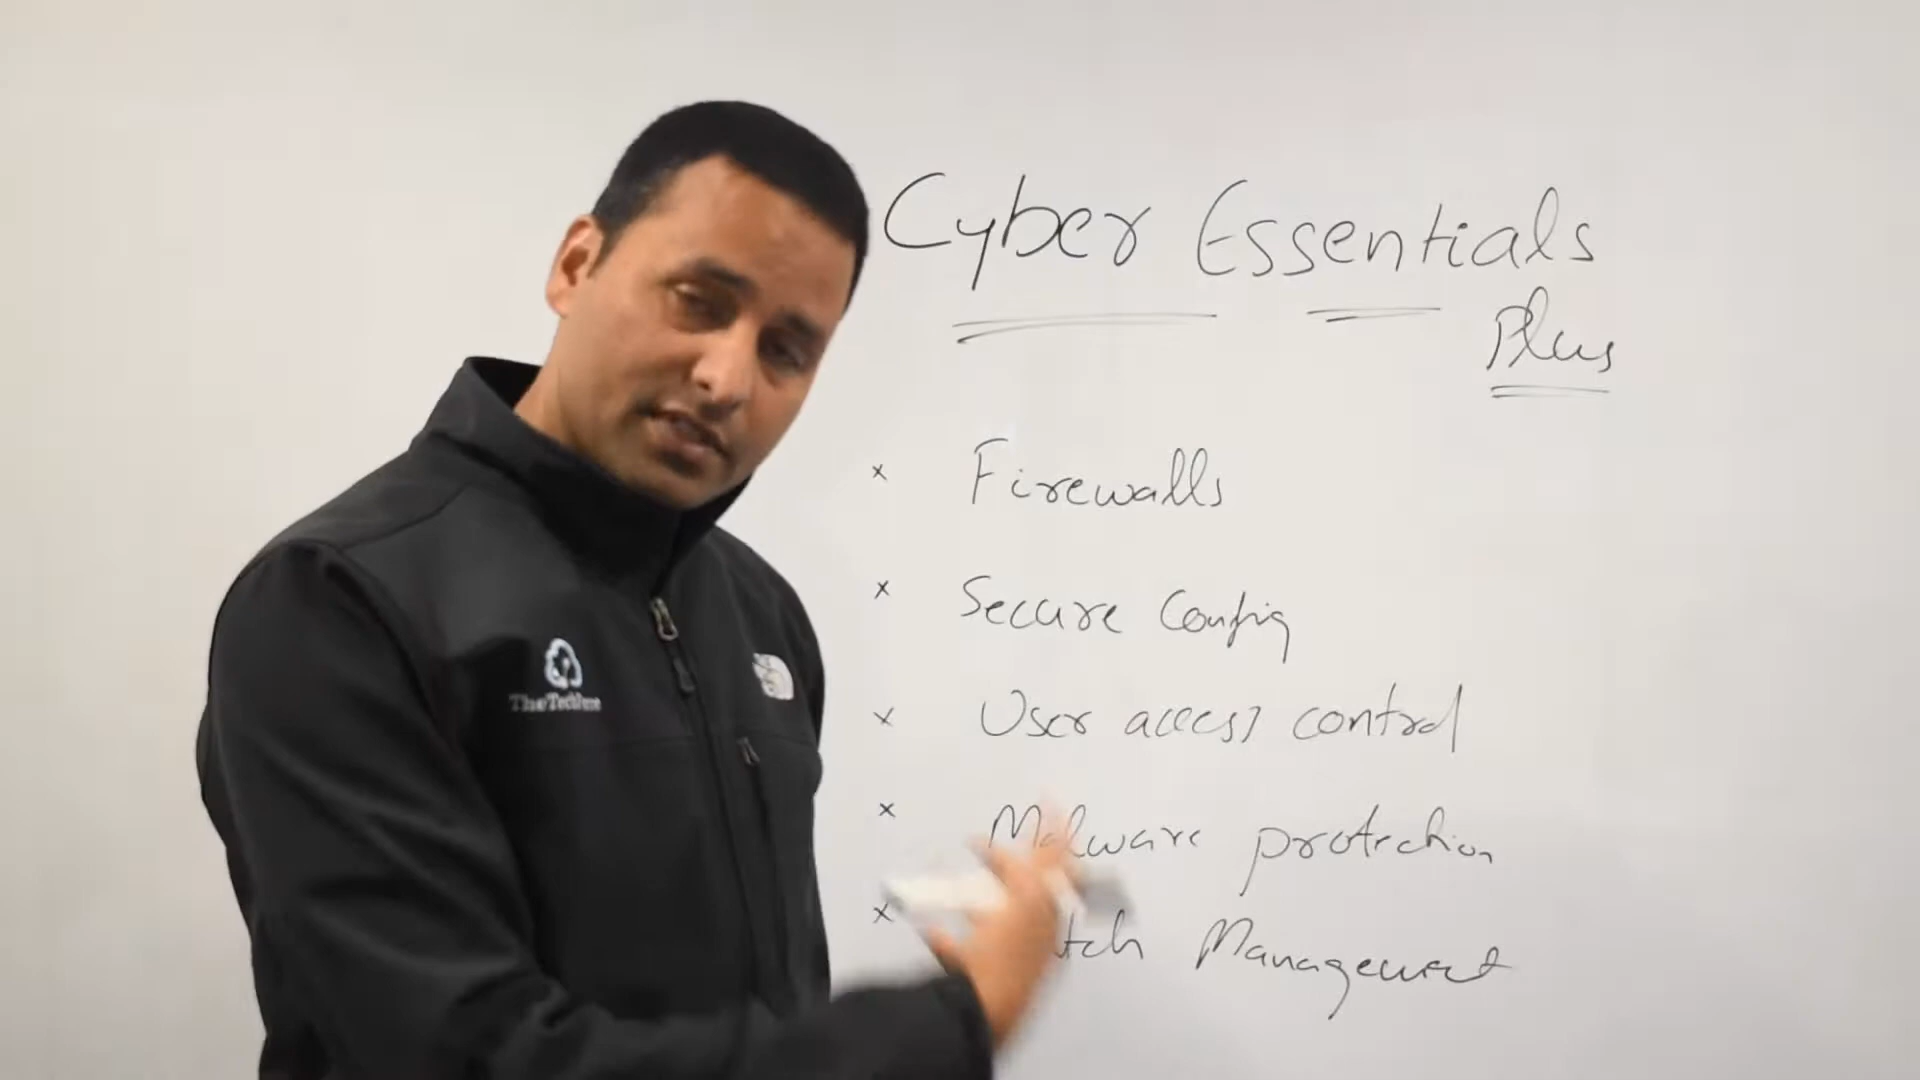 Cyber Essentials
Plus
x Firewalls
x Secure Config
x User access control
x Malware protection
x tch Management